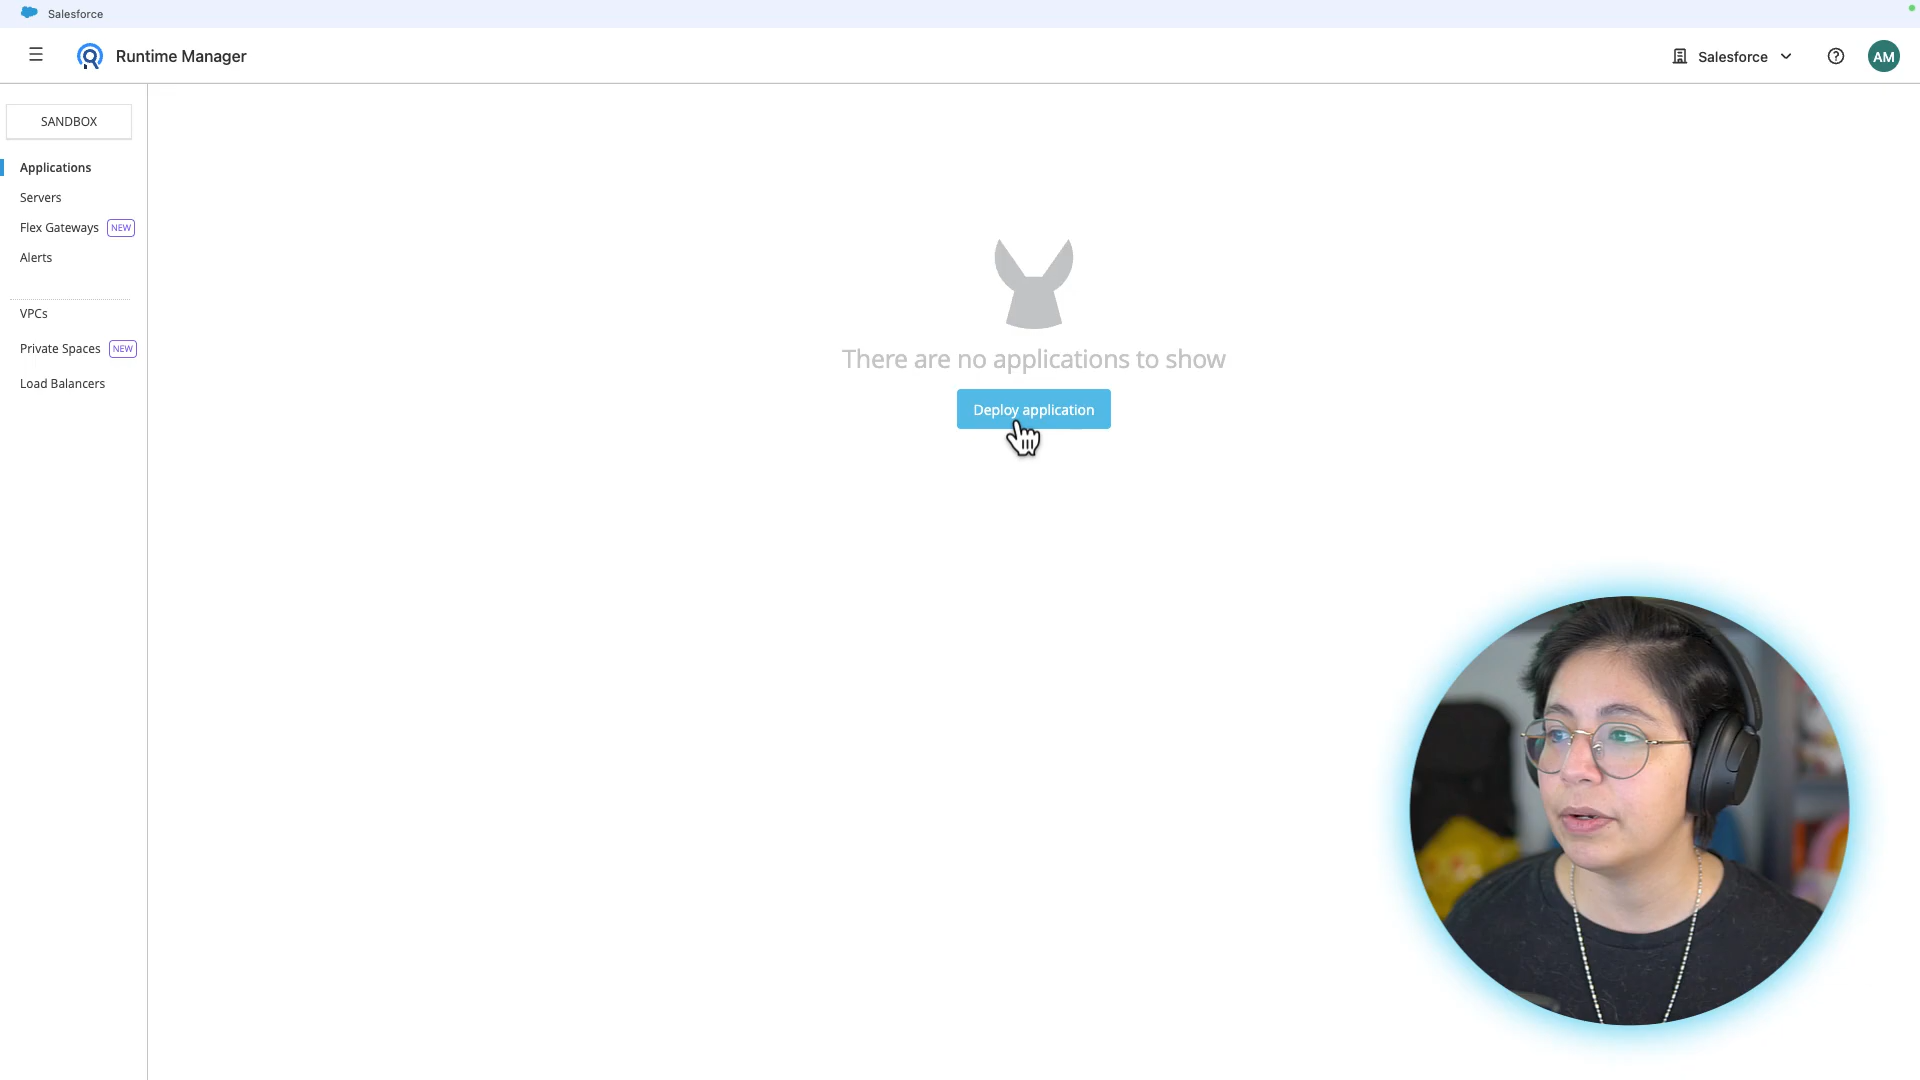 Salesforce
Runtime Manager
Salesforce
AM
SANDBOX
Applications
Servers
Flex Gateways NEW
Alerts
VPCs
Private Spaces NEW
Load Balancers
There are no applications to show
Deploy application